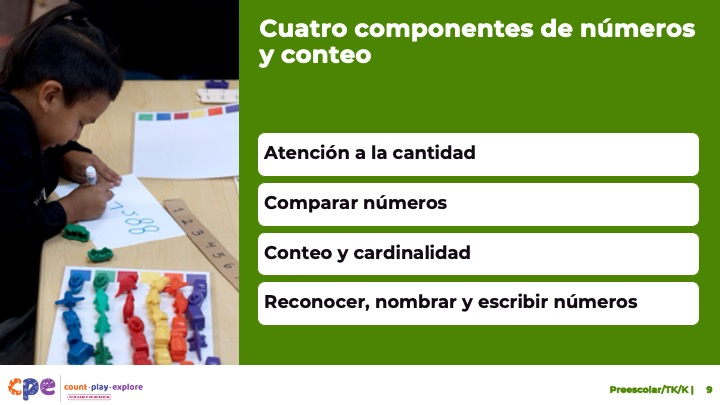 Cuatro componentes de números
y conteo
Atención a la cantidad
Comparar números
Conteo y cardinalidad
Reconocer, nombrar y escribir números
cpe
count·play·explore
Preescolar/TK/K |
9